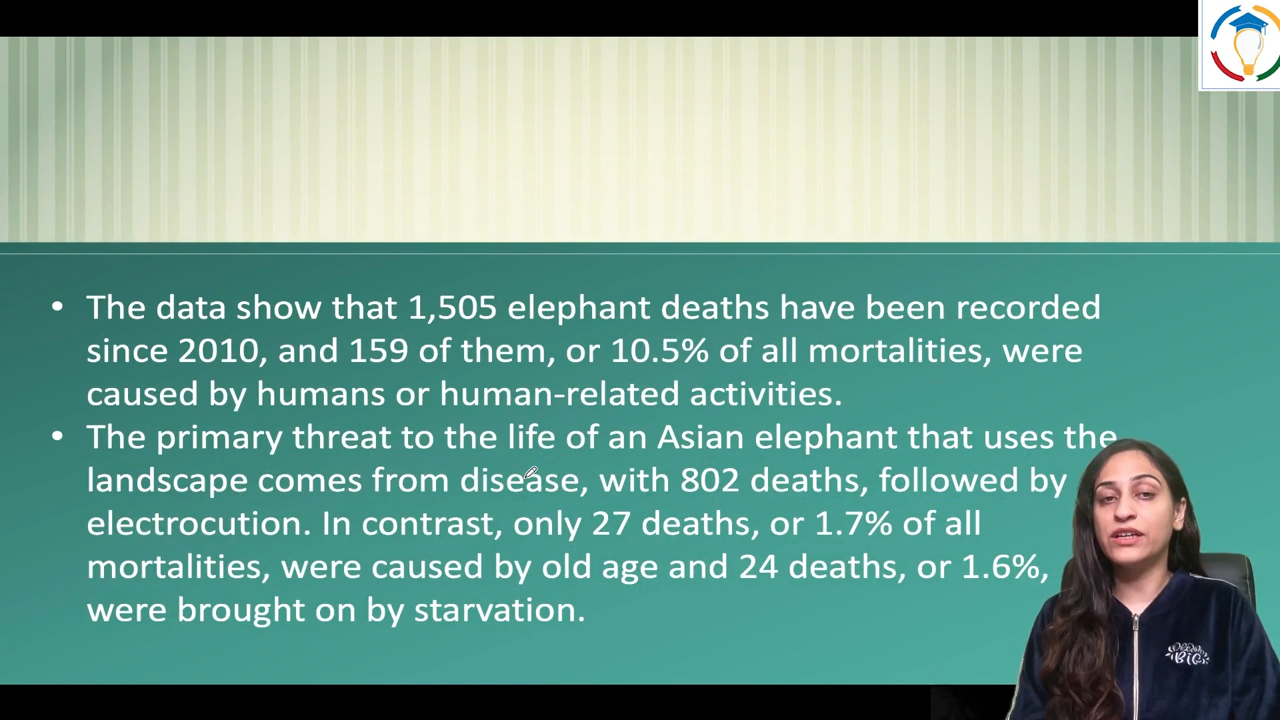 • The data show that 1,505 elephant deaths have been recorded
since 2010, and 159 of them, or 10.5% of all mortalities, were
caused by humans or human-related activities.
• The primary threat to the life of an Asian elephant that uses the
landscape comes from disease, with 802 deaths, followed by
electrocution. In contrast, only 27 deaths, or 1.7% of all
mortalities, were caused by old age and 24 deaths, or 1.6%,
were brought on by starvation.
BIG